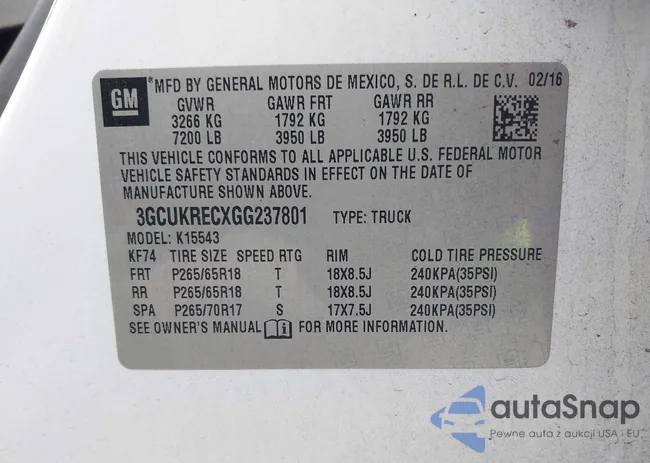 GM
®MFD BY GENERAL MOTORS DE MEXICO, S. DE R.L. DE C.V. 02/16
GVWR GAWR FRT GAWR RR
3266 KG 1792 KG 1792 KG
7200 LB 3950 LB 3950 LB
THIS VEHICLE CONFORMS TO ALL APPLICABLE U.S. FEDERAL MOTOR
VEHICLE SAFETY STANDARDS IN EFFECT ON THE DATE OF
MANUFACTURE SHOWN ABOVE.
3GCUKRECXGG237801 TYPE: TRUCK
MODEL: K15543
KF74 TIRE SIZE SPEED RTG RIM COLD TIRE PRESSURE
FRT P265/65R18 T 18X8.5J 240KPA(35PSI)
RR P265/65R18 T 18X8.5J 240KPA(35PSI)
SPA P265/70R17 S 17X7.5J 240KPA(35PSI)
SEE OWNER'S MANUAL FOR MORE INFORMATION.
autaSnap
Pewne auta z aukcji USA i EU